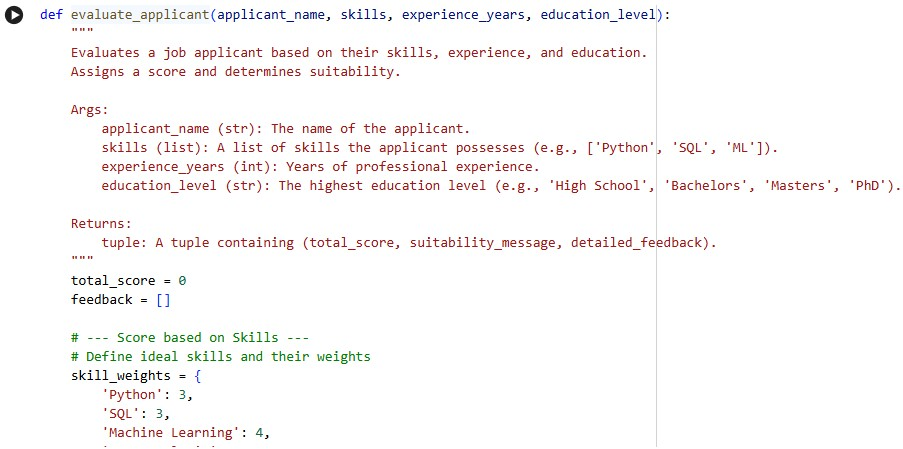 def evaluate_applicant(applicant_name, skills, experience_years, education_level):
"""
Evaluates a job applicant based on their skills, experience, and education.
Assigns a score and determines suitability.
Args:
applicant_name (str): The name of the applicant.
skills (list): A list of skills the applicant possesses (e.g., ['Python', 'SQL', 'ML']).
experience_years (int): Years of professional experience.
education_level (str): The highest education level (e.g., 'High School', 'Bachelors', 'Masters', 'PhD').
Returns:
tuple: A tuple containing (total_score, suitability_message, detailed_feedback).
"""
total_score = 0
feedback = []
# --- Score based on Skills ---
# Define ideal skills and their weights
skill_weights = {
'Python': 3,
'SQL': 3,
'Machine Learning': 4,